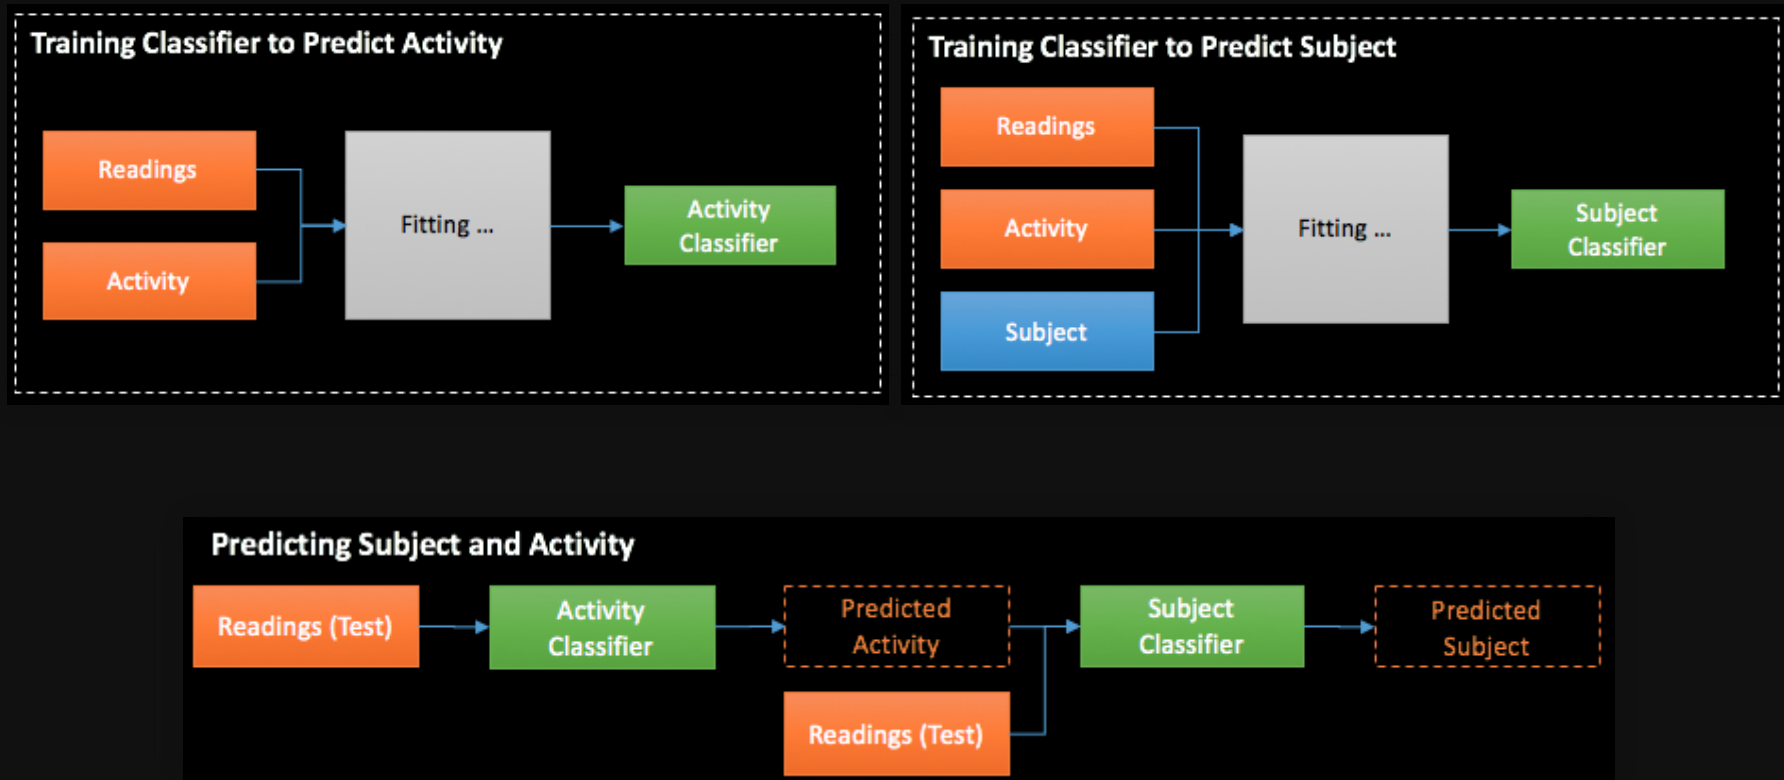 Training Classifier to Predict Activity
Readings
Activity
Fitting ...
Activity
Classifier
Training Classifier to Predict Subject
Readings
Activity
Subject
Fitting ...
Subject
Classifier
Predicting Subject and Activity
Readings (Test)
Activity
Classifier
Predicted
Activity
Readings (Test)
Subject
Classifier
Predicted
Subject